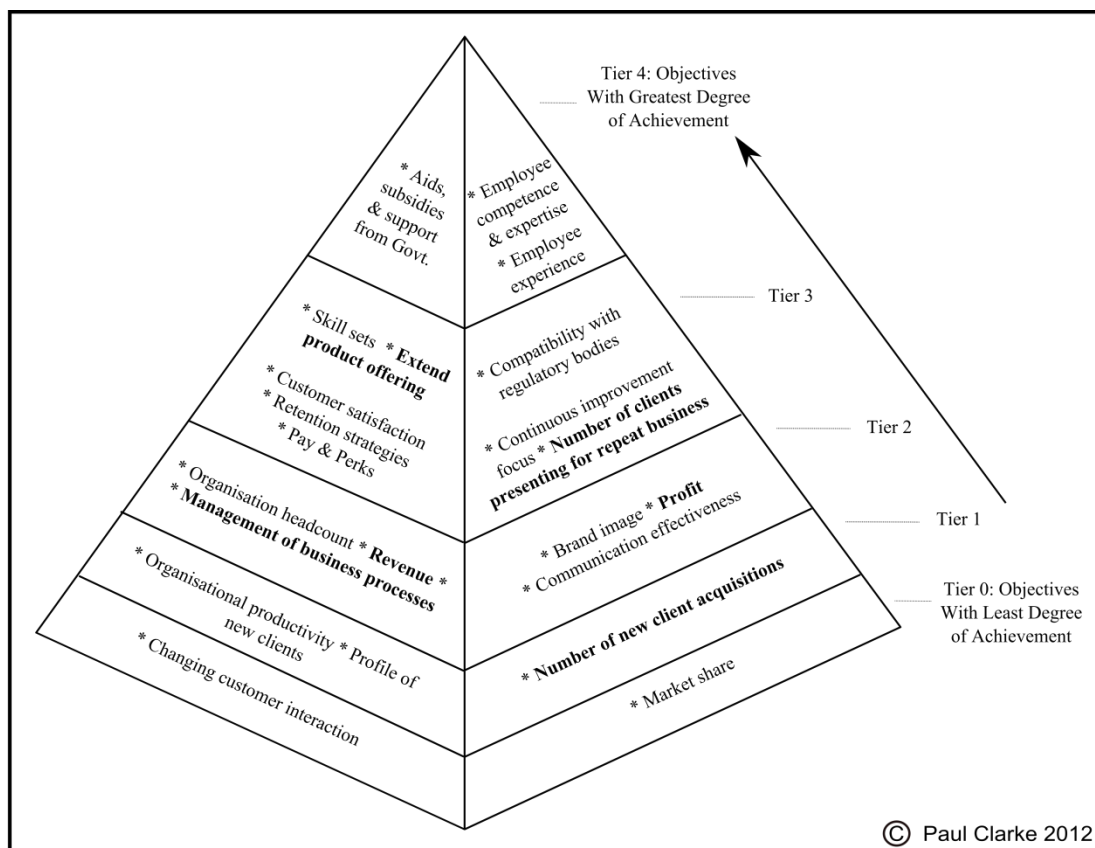 Tier 4: Objectives
With Greatest Degree
of Achievement
* Aids,
subsidies
& support
from Govt.
* Employee
competence
& expertise
* Employee
experience
Tier 3
* Skill sets * Extend
product offering
* Customer satisfaction
* Retention strategies
* Pay & Perks
* Compatibility with
regulatory bodies
* Continuous improvement
focus * Number of clients
presenting for repeat business
Tier 2
* Organisation headcount * Revenue *
* Management of business processes
* Brand image * Profit
* Communication effectiveness
Tier 1
* Organisational productivity * Profile of
new clients
* Number of new client acquisitions
Tier 0: Objectives
With Least Degree
of Achievement
* Changing customer interaction
* Market share
© Paul Clarke 2012